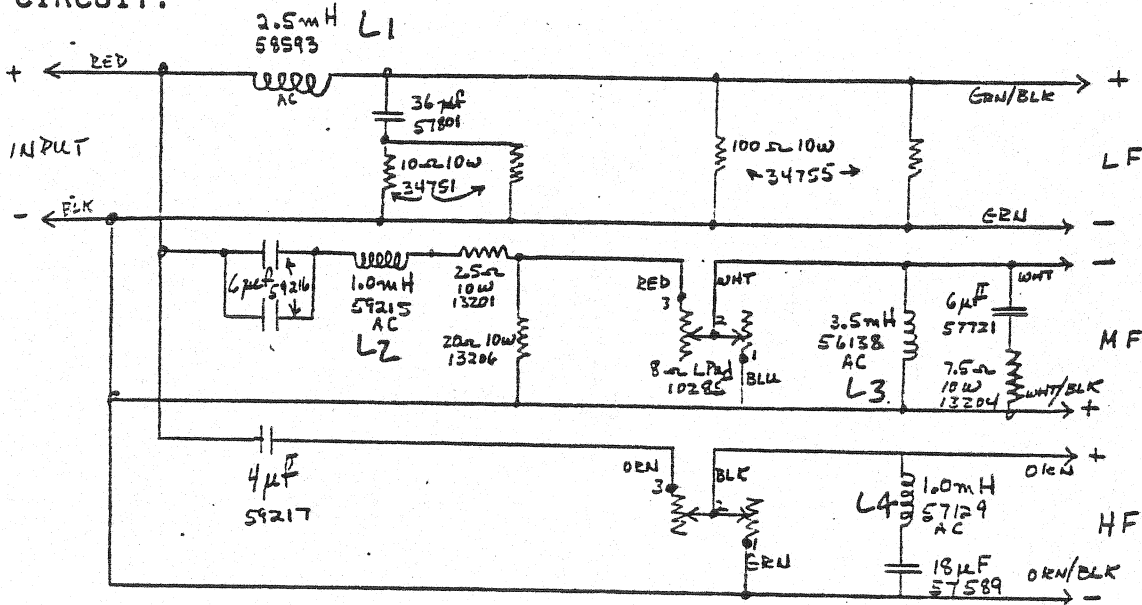 CIRCUIT.
2.5mH L1
58593
AC
+ RED
INPUT
- BLK
36µF
57801
10Ω 10W
34751
100Ω 10W
34755
GRN/BLK +
LF
GRN -
6µF
59216
1.0mH
59215
AC
L2
25Ω
10W
13201
20Ω 10W
13206
RED
3
WHT
2
1
BLU
8Ω LPad
10285
3.5mH
56138
AC
L3
6µF
57721
7.5Ω
10W
13204
WHT -
MF
WHT/BLK +
4µF
59217
ORN
3
BLK
2
1
GRN
L4
1.0mH
57129
AC
18µF
57589
ORN +
HF
ORN/BLK -